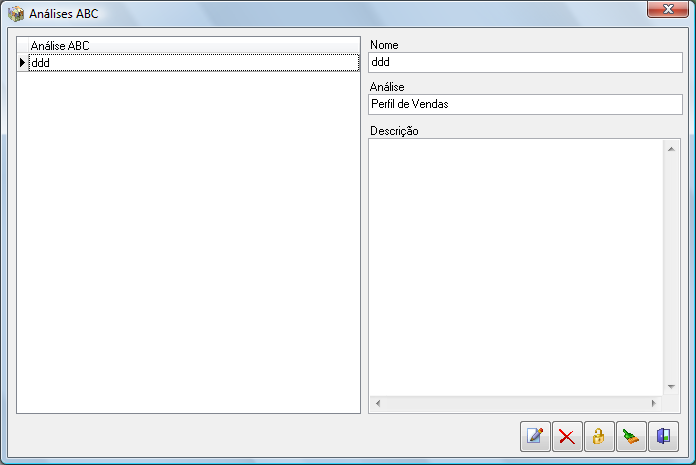 Análises ABC
Análise ABC
ddd
Nome
ddd
Análise
Perfil de Vendas
Descrição